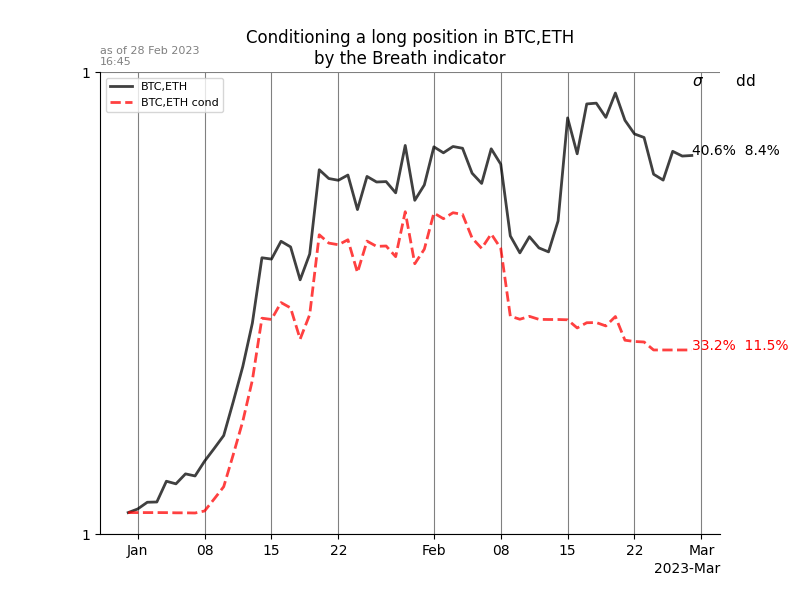 Conditioning a long position in BTC,ETH
by the Breath indicator
as of 28 Feb 2023
16:45
1
σ dd
BTC,ETH
BTC,ETH cond
40.6% 8.4%
33.2% 11.5%
1
Jan 08 15 22 Feb 08 15 22 Mar
2023-Mar